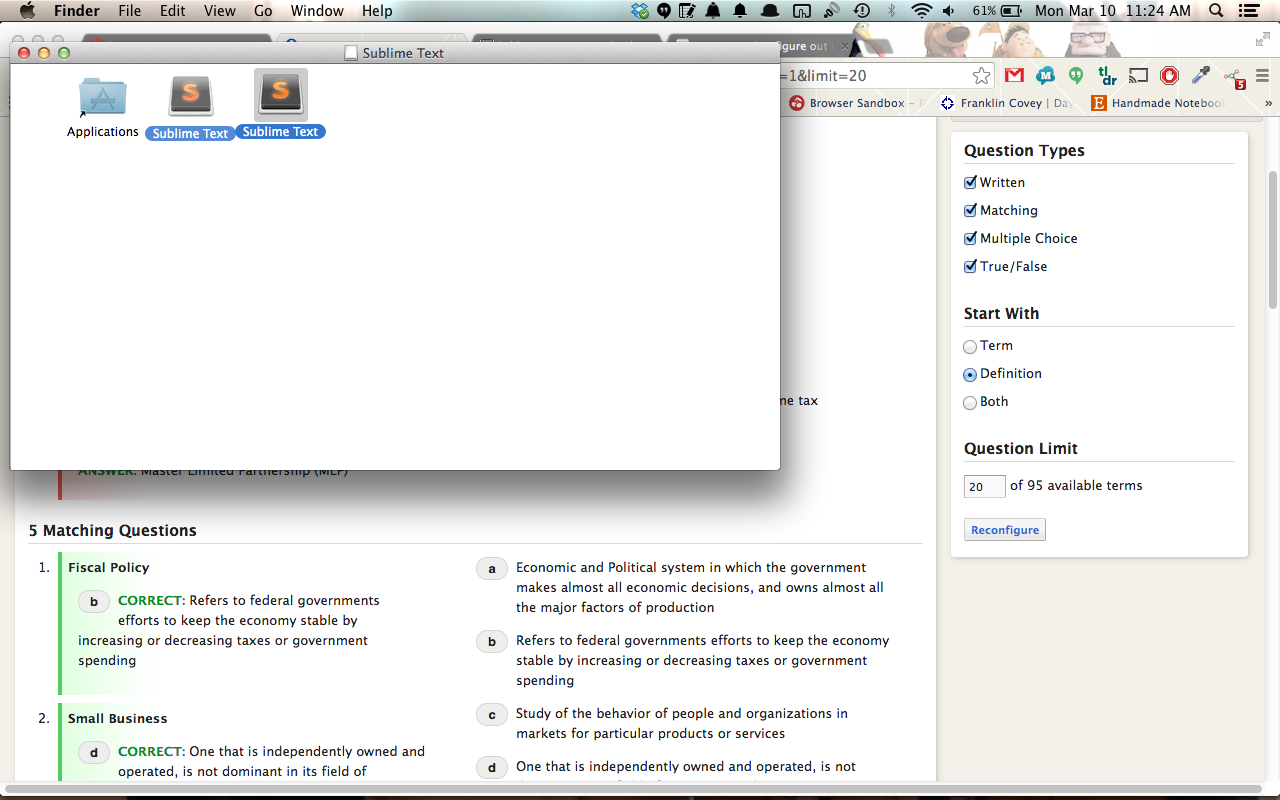 Finder File Edit View Go Window Help 61% Mon Mar 10 11:24 AM
Sublime Text
figure out
=1&limit=20
tl;dr
5
Browser Sandbox -
Franklin Covey | Day
Handmade Notebook
»
Applications
Sublime Text
Sublime Text
Question Types
Written
Matching
Multiple Choice
True/False
Start With
Term
Definition
Both
Question Limit
20 of 95 available terms
Reconfigure
me tax
ANSWER: Master Limited Partnership (MLP)
5 Matching Questions
1. Fiscal Policy
b CORRECT: Refers to federal governments
efforts to keep the economy stable by
increasing or decreasing taxes or government
spending
2. Small Business
d CORRECT: One that is independently owned and
operated, is not dominant in its field of
a Economic and Political system in which the government
makes almost all economic decisions, and owns almost all
the major factors of production
b Refers to federal governments efforts to keep the economy
stable by increasing or decreasing taxes or government
spending
c Study of the behavior of people and organizations in
markets for particular products or services
d One that is independently owned and operated, is not